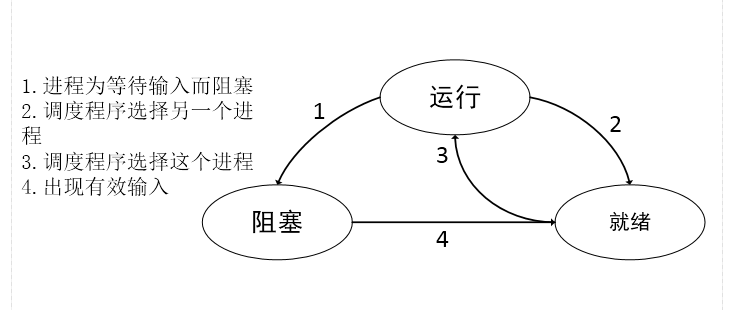 1.进程为等待输入而阻塞
2.调度程序选择另一个进
程
3.调度程序选择这个进程
4.出现有效输入
运行
1
2
3
阻塞
就绪
4